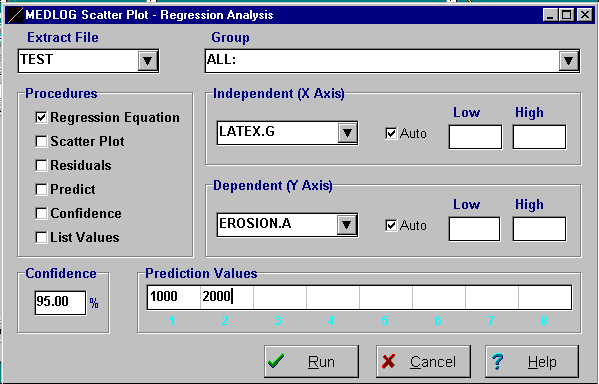 MEDLOG Scatter Plot - Regression Analysis
Extract File Group
TEST ALL:
Procedures
Regression Equation
Scatter Plot
Residuals
Predict
Confidence
List Values
Independent (X Axis)
Low High
LATEX.G Auto
Dependent (Y Axis)
Low High
EROSION.A Auto
Confidence
95.00 %
Prediction Values
1000 2000
1 2 3 4 5 6 7 8
Run Cancel Help